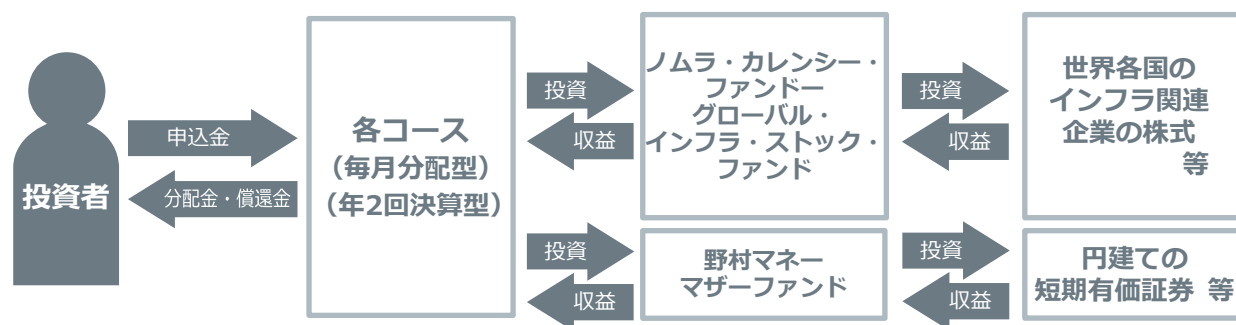 投資者
申込金
分配金・償還金
各コース
（毎月分配型）
（年2回決算型）
投資
収益
ノムラ・カレンシー・
ファンドー
グローバル・
インフラ・ストック・
ファンド
投資
収益
世界各国の
インフラ関連
企業の株式
等
投資
収益
野村マネー
マザーファンド
投資
収益
円建ての
短期有価証券 等